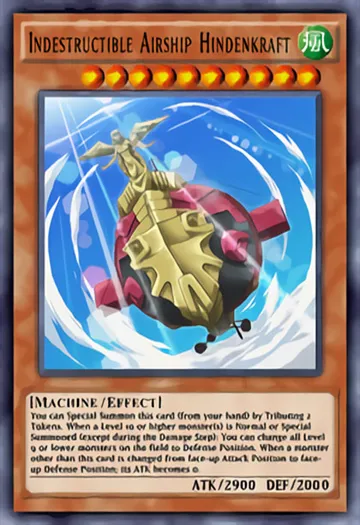 Indestructible Airship Hindenkraft
風
[Machine/Effect]
You can Special Summon this card (from your hand) by Tributing 2
Tokens. When a Level 10 or higher monster(s) is Normal or Special
Summoned (except during the Damage Step): You can change all Level
9 or lower monsters on the field to Defense Position. When a monster
other than this card is changed from face-up Attack Position to face-
up Defense Position; its ATK becomes 0.
ATK/2900 DEF/2000